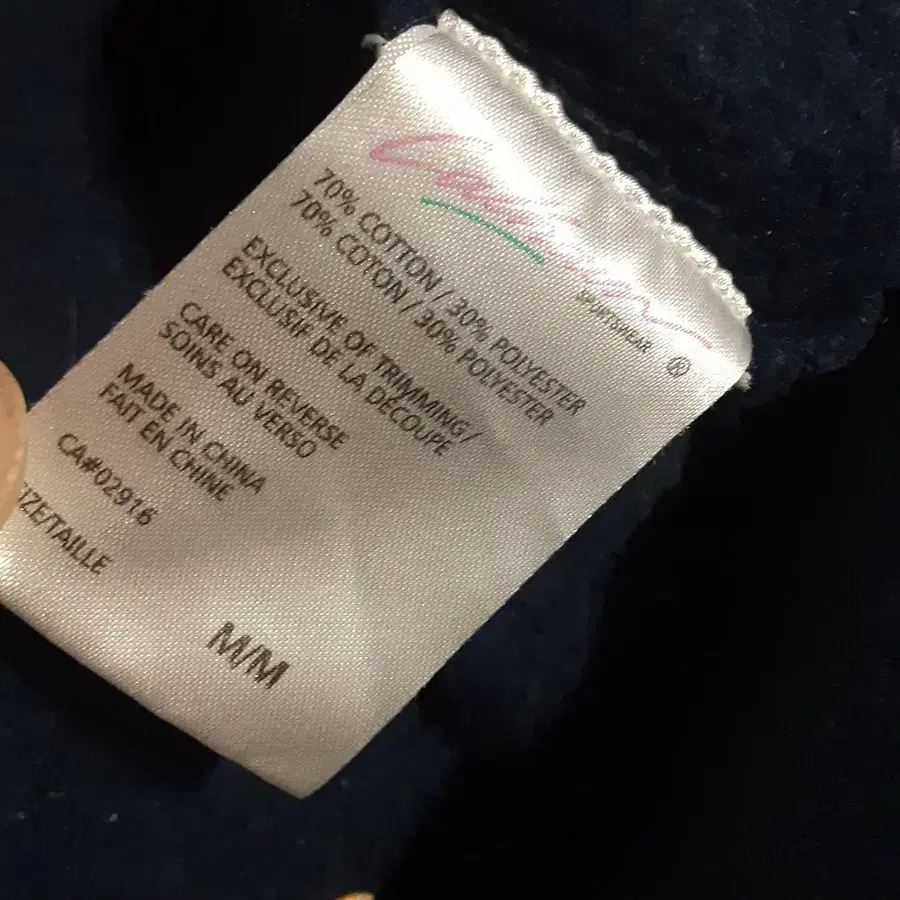 SPORTSWEAR ®
70% COTTON / 30% POLYESTER
70% COTON / 30% POLYESTER
EXCLUSIVE OF TRIMMING/
EXCLUSIF DE LA DÉCOUPE
CARE ON REVERSE
SOINS AU VERSO
MADE IN CHINA
FAIT EN CHINE
CA#02916
IZE/TAILLE
M/M